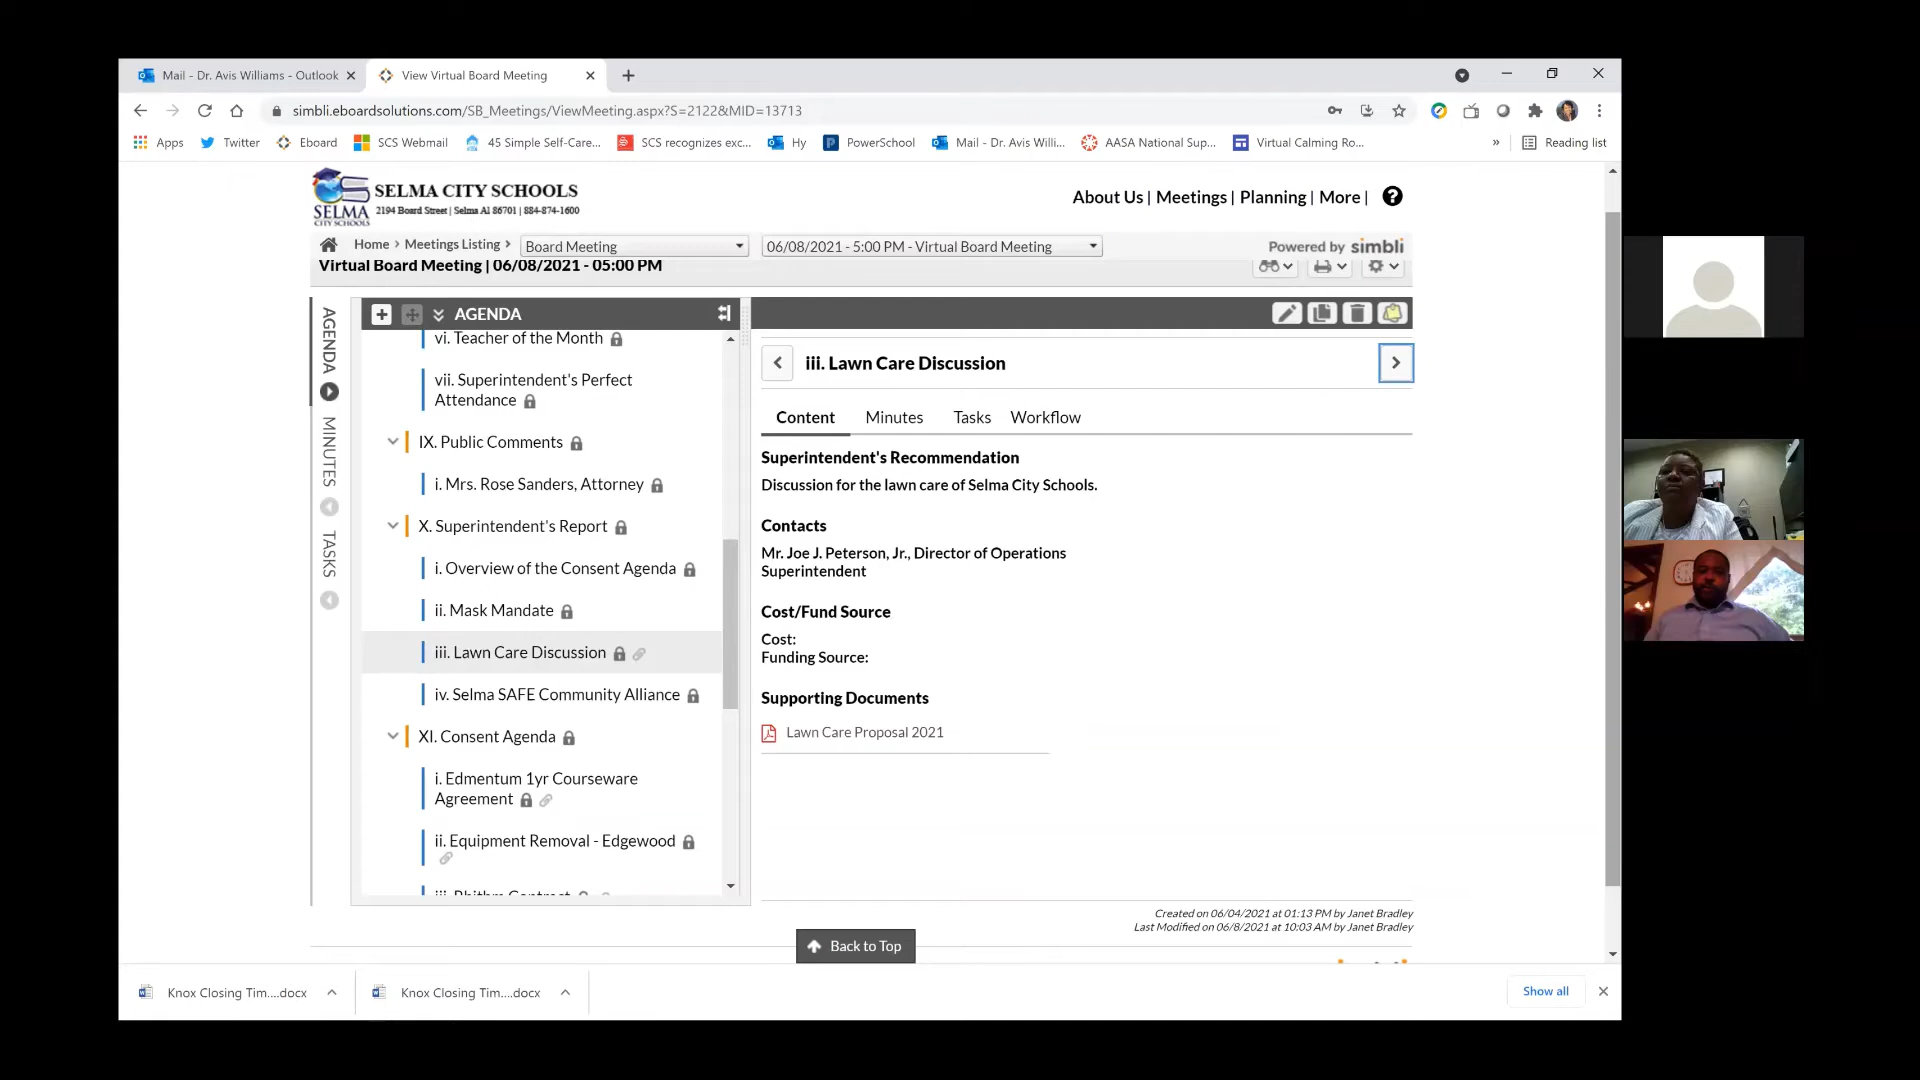 Mail - Dr. Avis Williams - Outlook
View Virtual Board Meeting
simbli.eboardsolutions.com/SB_Meetings/ViewMeeting.aspx?S=2122&MID=13713
Apps
Twitter
Eboard
SCS Webmail
45 Simple Self-Care...
SCS recognizes exc...
Hy
PowerSchool
Mail - Dr. Avis Willi...
AASA National Sup...
Virtual Calming Ro...
»
Reading list
SELMA CITY SCHOOLS
2194 Board Street | Selma Al 86701 | 884-874-1600
SELMA
CITY SCHOOLS
About Us | Meetings | Planning | More |
Home > Meetings Listing >
Board Meeting
06/08/2021 - 5:00 PM - Virtual Board Meeting
Powered by simbli
Virtual Board Meeting | 06/08/2021 - 05:00 PM
AGENDA
MINUTES
TASKS
AGENDA
vi. Teacher of the Month
vii. Superintendent's Perfect
Attendance
IX. Public Comments
i. Mrs. Rose Sanders, Attorney
X. Superintendent's Report
i. Overview of the Consent Agenda
ii. Mask Mandate
iii. Lawn Care Discussion
iv. Selma SAFE Community Alliance
XI. Consent Agenda
i. Edmentum 1yr Courseware
Agreement
ii. Equipment Removal - Edgewood
iii. Lawn Care Discussion
Content
Minutes
Tasks
Workflow
Superintendent's Recommendation
Discussion for the lawn care of Selma City Schools.
Contacts
Mr. Joe J. Peterson, Jr., Director of Operations
Superintendent
Cost/Fund Source
Cost:
Funding Source:
Supporting Documents
Lawn Care Proposal 2021
Created on 06/04/2021 at 01:13 PM by Janet Bradley
Last Modified on 06/8/2021 at 10:03 AM by Janet Bradley
Back to Top
Knox Closing Tim....docx
Knox Closing Tim....docx
Show all